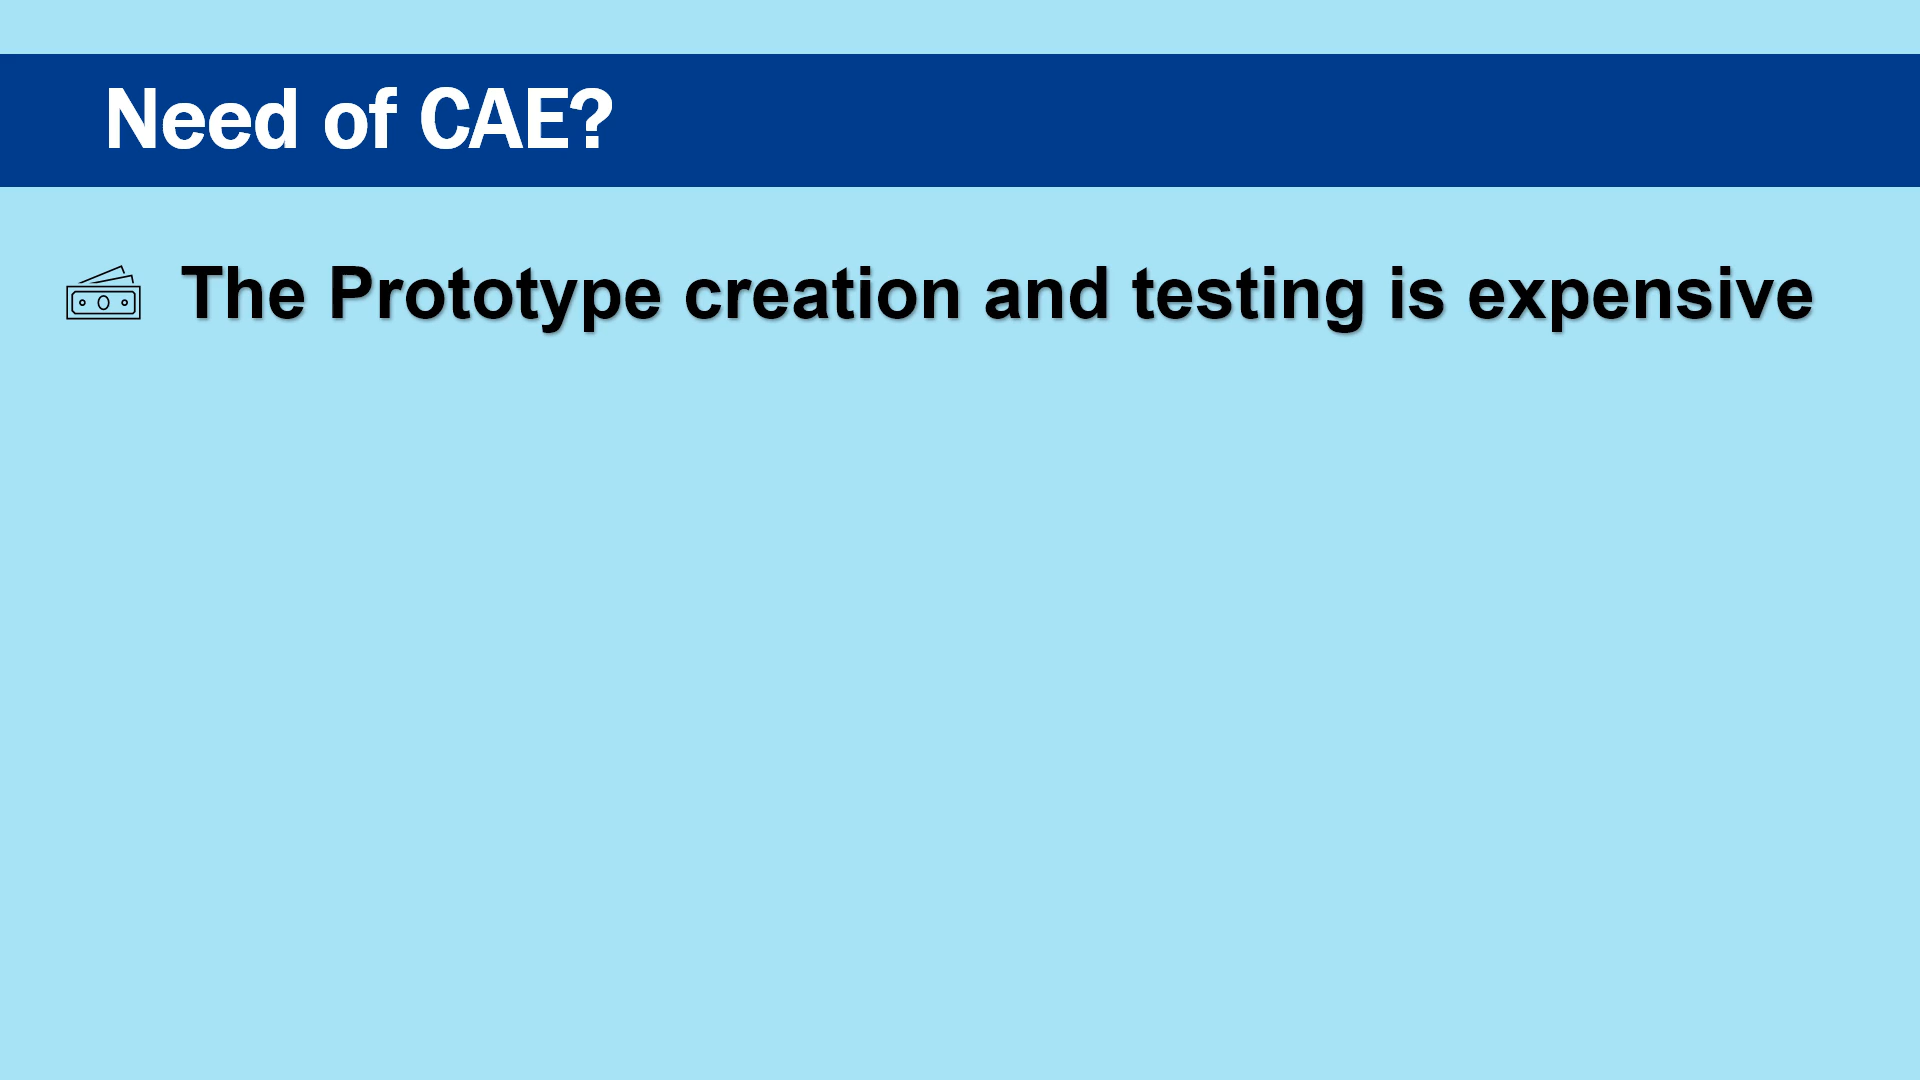 Need of CAE?
The Prototype creation and testing is expensive